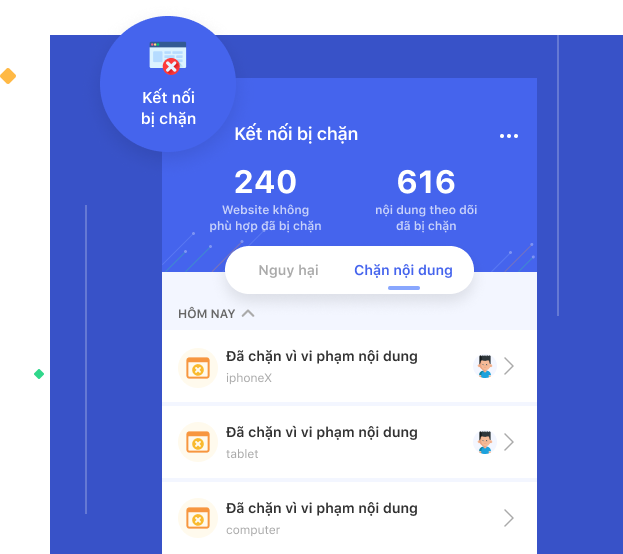 Kết nối
bị chặn
Kết nối bị chặn
240
616
Website không
phù hợp đã bị chặn
nội dung theo dõi
đã bị chặn
Nguy hại
Chặn nội dung
HÔM NAY
Đã chặn vì vi phạm nội dung
iphoneX
Đã chặn vì vi phạm nội dung
tablet
Đã chặn vì vi phạm nội dung
computer